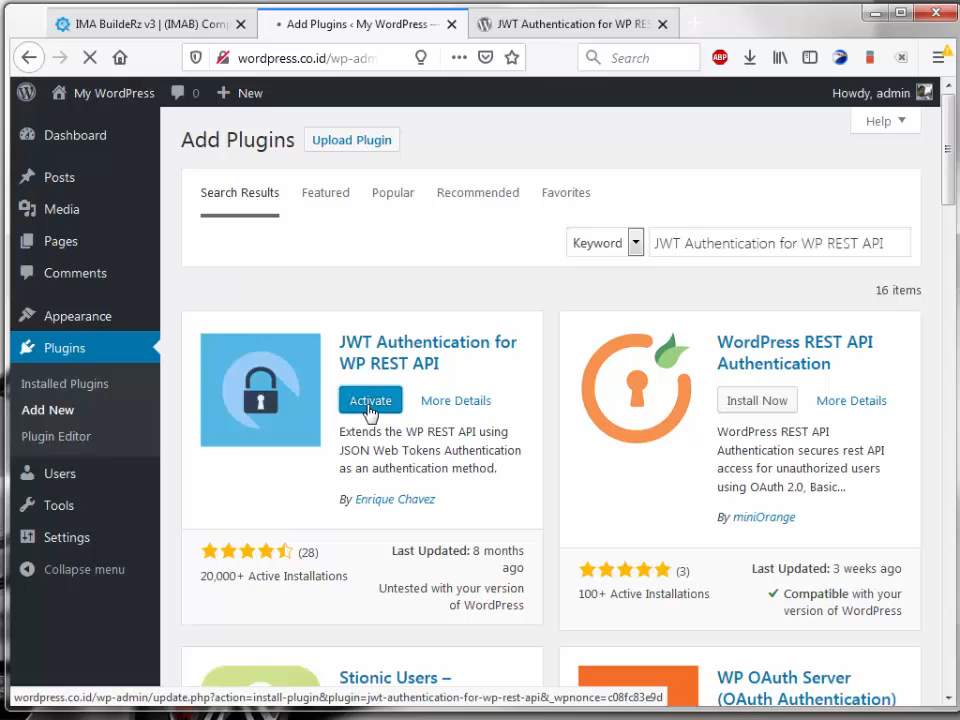 IMA BuildeRz v3 | (IMAB) Com
Add Plugins ‹ My WordPress —
JWT Authentication for WP RES
wordpress.co.id/wp-adm
Search
ABP
My WordPress
0
New
Howdy, admin
Dashboard
Posts
Media
Pages
Comments
Appearance
Plugins
Installed Plugins
Add New
Plugin Editor
Users
Tools
Settings
Collapse menu
Help
Add Plugins
Upload Plugin
Search Results
Featured
Popular
Recommended
Favorites
Keyword
JWT Authentication for WP REST API
16 items
JWT Authentication for
WP REST API
Activate
More Details
Extends the WP REST API using
JSON Web Tokens Authentication
as an authentication method.
By Enrique Chavez
(28)
20,000+ Active Installations
Last Updated: 8 months
ago
Untested with your version
of WordPress
WordPress REST API
Authentication
Install Now
More Details
WordPress REST API
Authentication secures rest API
access for unauthorized users
using OAuth 2.0, Basic...
By miniOrange
(3)
100+ Active Installations
Last Updated: 3 weeks ago
Compatible with your
version of WordPress
Stionic Users –
WP OAuth Server
(OAuth Authentication)
wordpress.co.id/wp-admin/update.php?action=install-plugin&plugin=jwt-authentication-for-wp-rest-api&_wpnonce=c08fc83e9d